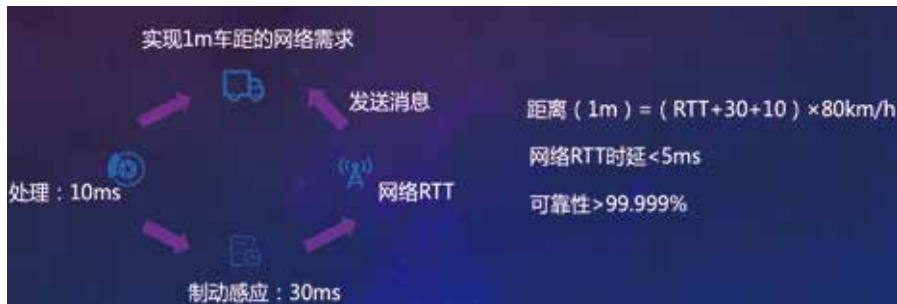 实现1m车距的网络需求
发送消息
处理：10ms
网络RTT
制动感应：30ms
距离（1m）=（RTT+30+10）×80km/h
网络RTT时延<5ms
可靠性>99.999%